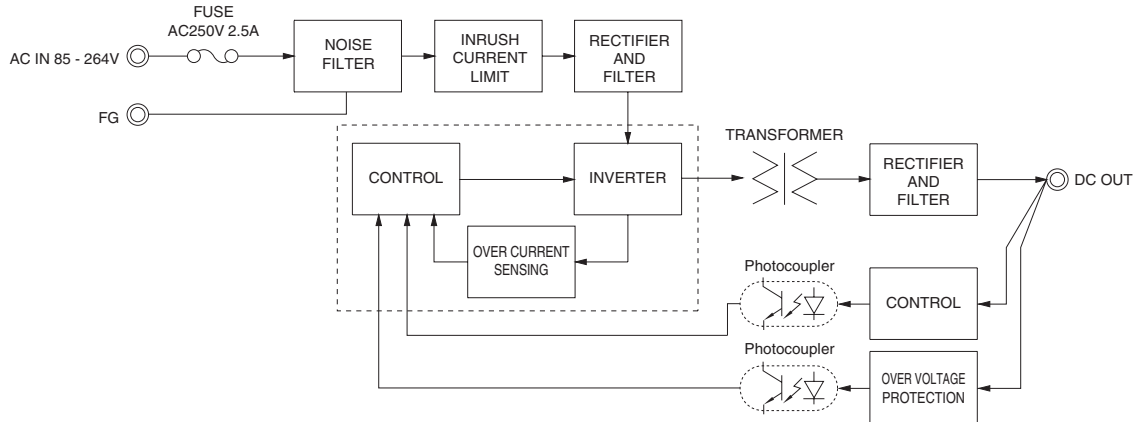 FUSE
AC250V 2.5A
AC IN 85 - 264V
NOISE
FILTER
INRUSH
CURRENT
LIMIT
RECTIFIER
AND
FILTER
FG
TRANSFORMER
CONTROL
INVERTER
RECTIFIER
AND
FILTER
DC OUT
OVER CURRENT
SENSING
Photocoupler
CONTROL
Photocoupler
OVER VOLTAGE
PROTECTION